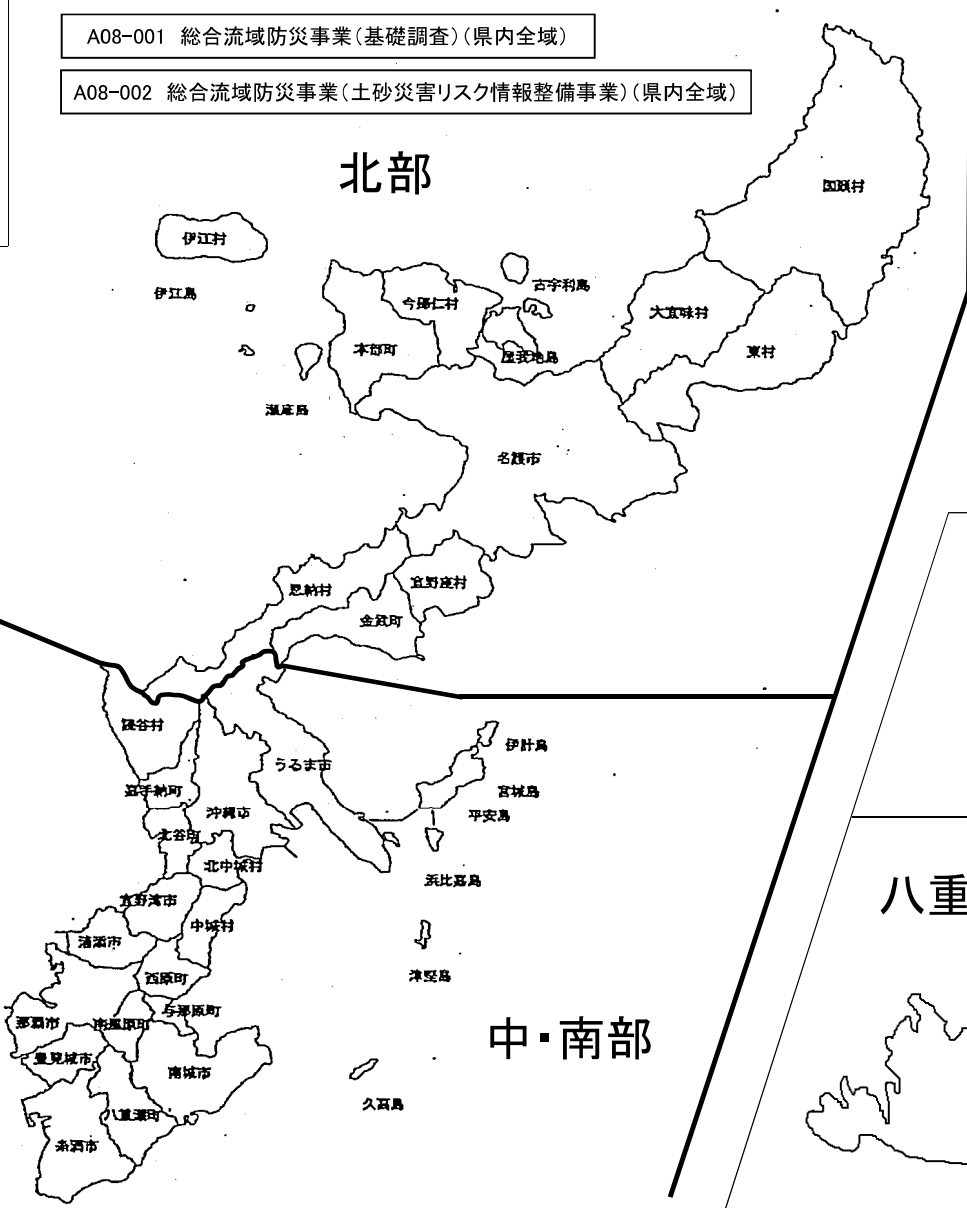 A08-001 総合流域防災事業(基礎調査)(県内全域)
A08-002 総合流域防災事業(土砂災害リスク情報整備事業)(県内全域)
北部
国頭村
伊江村
伊江島
古宇利島
今帰仁村
大宜味村
本部町
屋我地島
東村
瀬底島
名護市
恩納村
宜野座村
金武町
読谷村
伊計島
うるま市
嘉手納町
宮城島
沖縄市
平安島
北谷町
北中城村
浜比嘉島
宜野湾市
中城村
浦添市
西原町
津堅島
八重
与那原町
那覇市
南風原町
中・南部
豊見城市
南城市
久高島
八重瀬町
糸満市